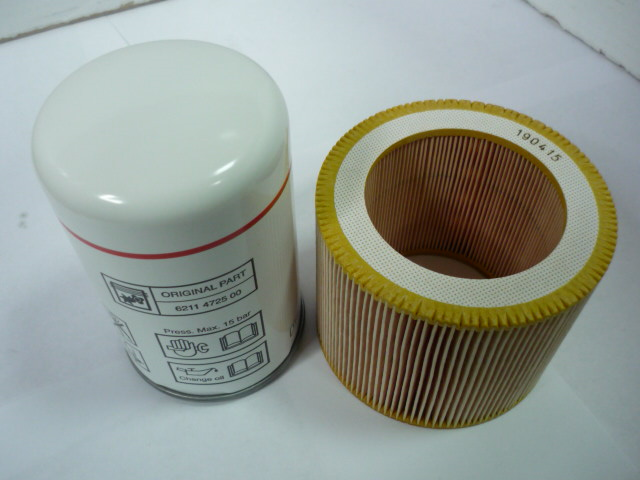 190415
ORIGINAL PART
6211 4725 00
Press. Max. 15 bar
C
Change oil